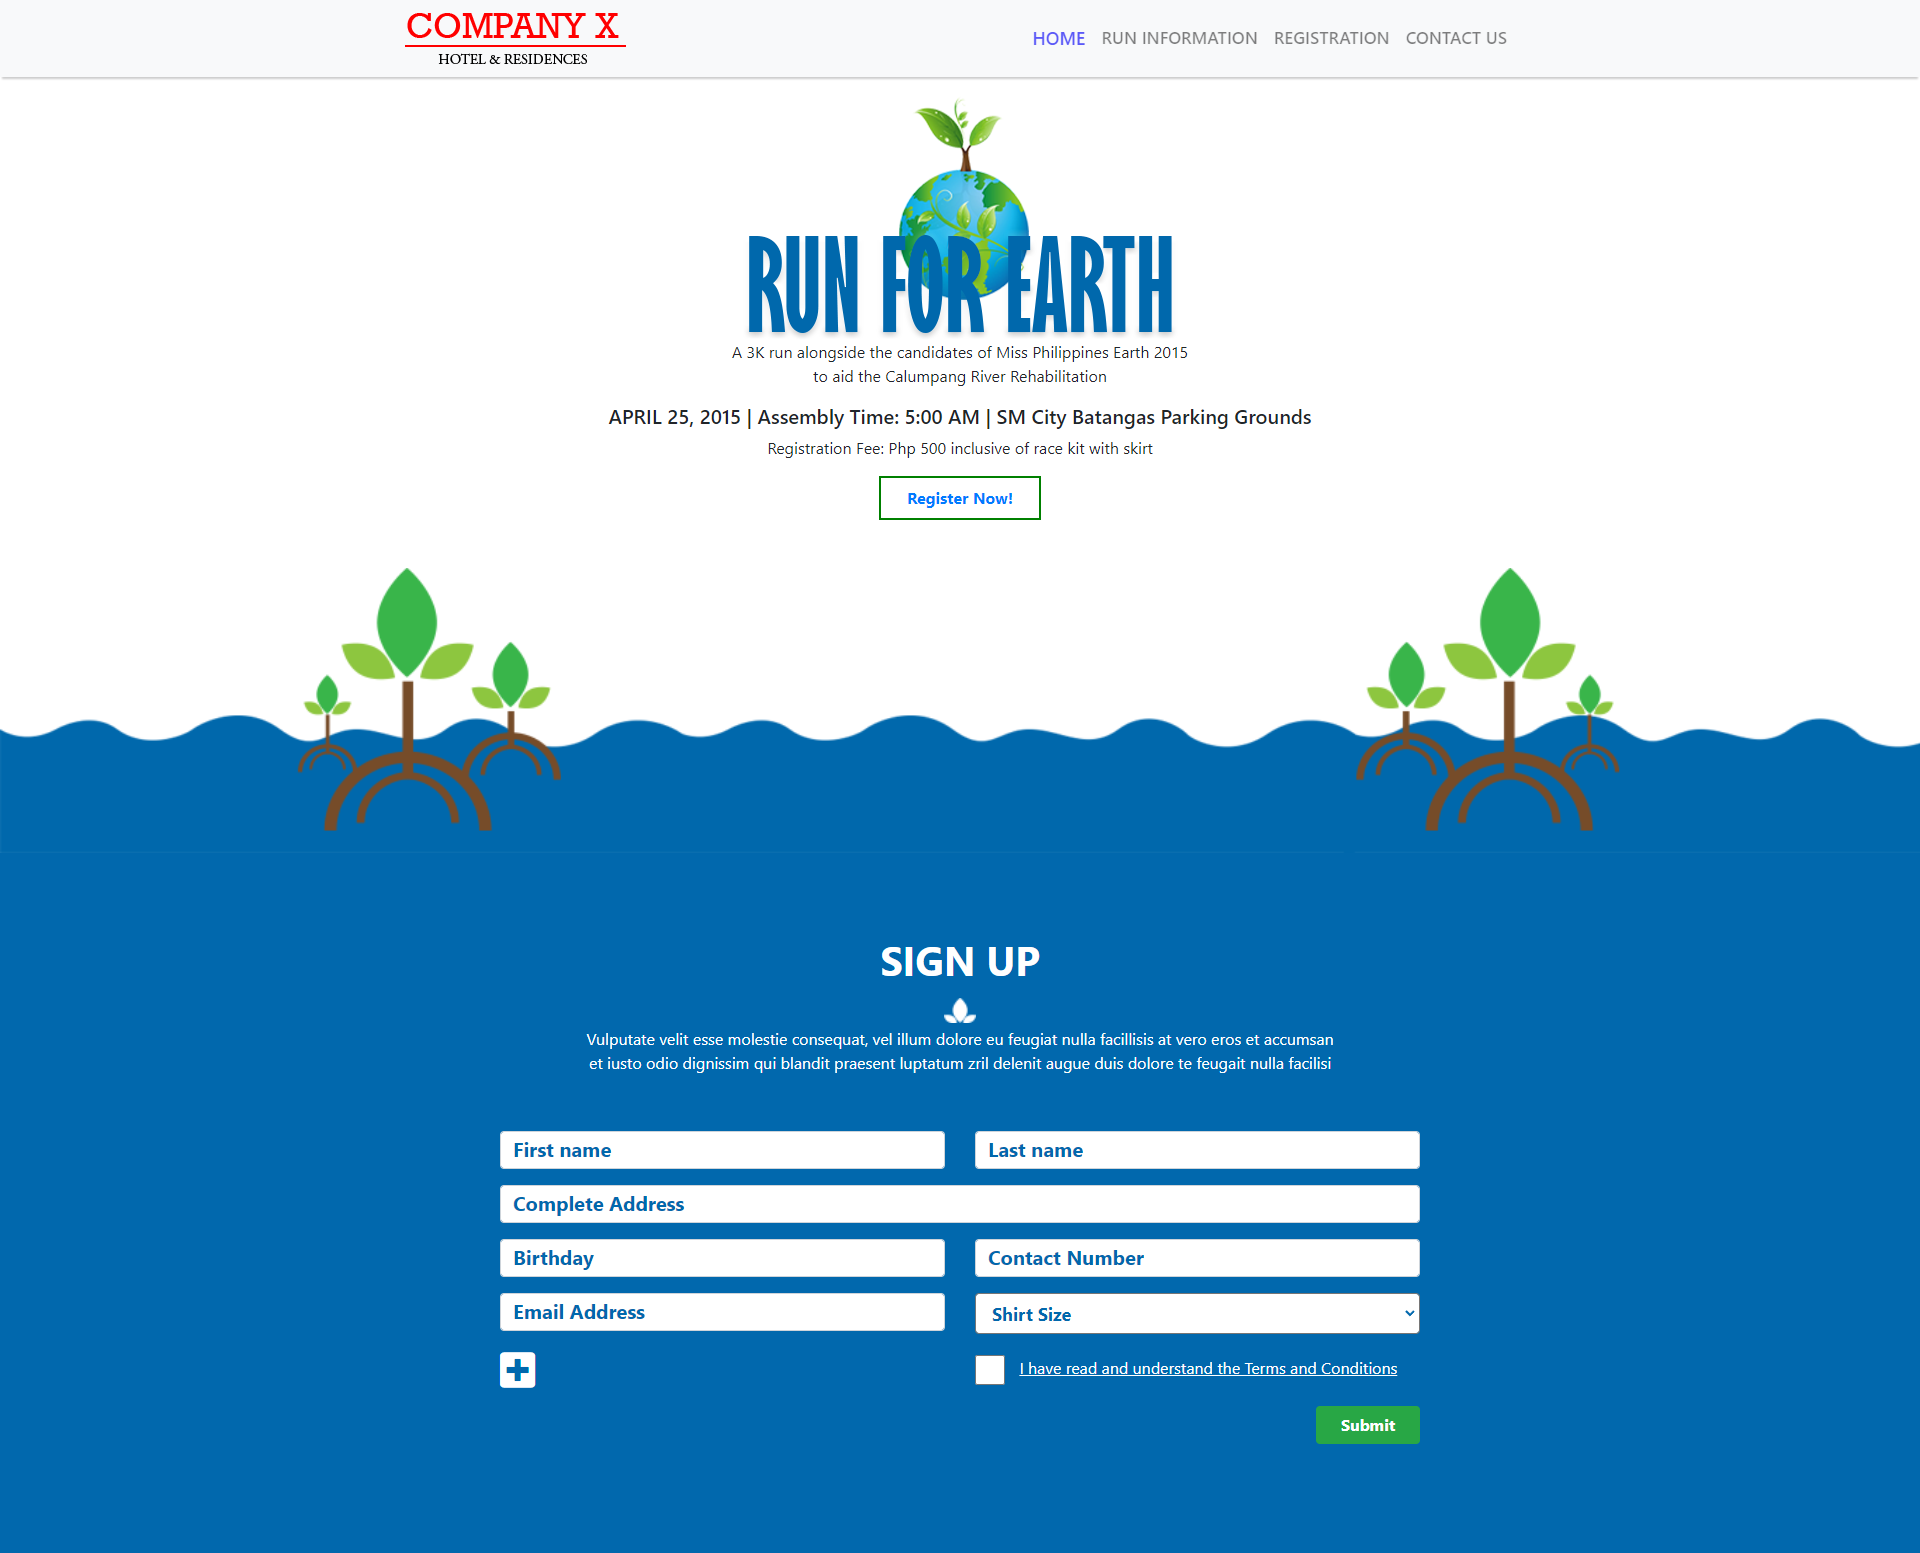 COMPANY X
HOTEL & RESIDENCES
HOME RUN INFORMATION REGISTRATION CONTACT US
RUN FOR EARTH
A 3K run alongside the candidates of Miss Philippines Earth 2015
to aid the Calumpang River Rehabilitation
APRIL 25, 2015 | Assembly Time: 5:00 AM | SM City Batangas Parking Grounds
Registration Fee: Php 500 inclusive of race kit with skirt
Register Now!
SIGN UP
Vulputate velit esse molestie consequat, vel illum dolore eu feugiat nulla facillisis at vero eros et accumsan
et iusto odio dignissim qui blandit praesent luptatum zril delenit augue duis dolore te feugait nulla facilisi
First name Last name
Complete Address
Birthday Contact Number
Email Address Shirt Size
I have read and understand the Terms and Conditions
Submit